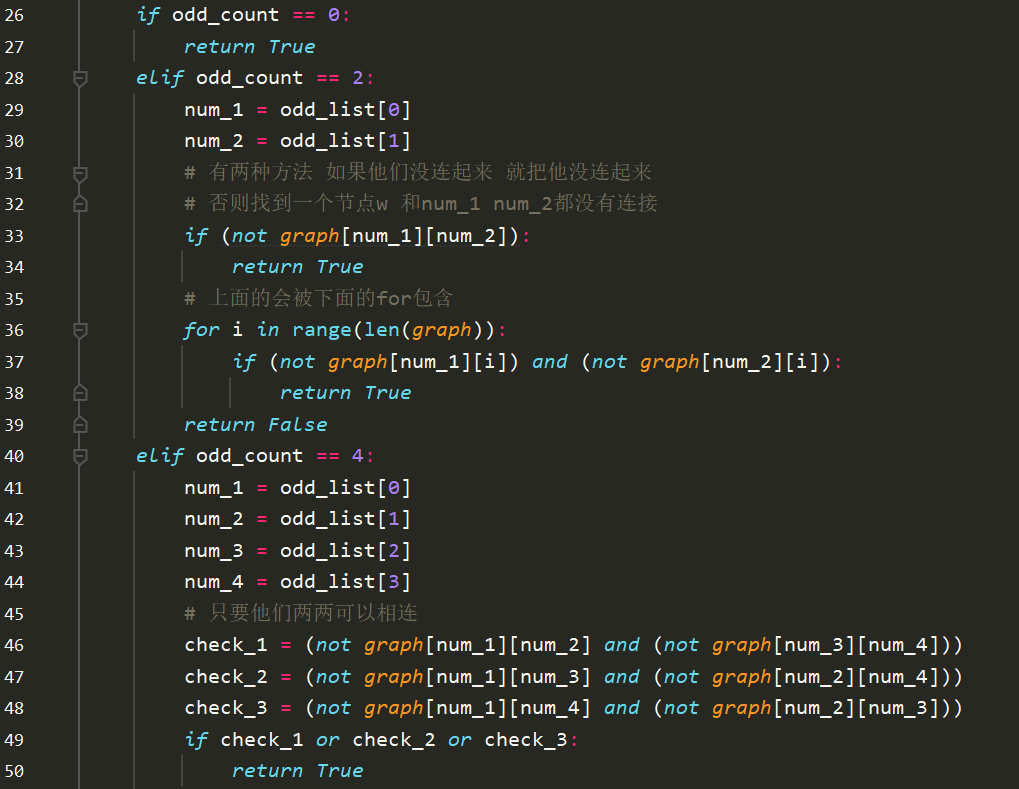 26 if odd_count == 0:
27 return True
28 elif odd_count == 2:
29 num_1 = odd_list[0]
30 num_2 = odd_list[1]
31 # 有两种方法 如果他们没连起来 就把他没连起来
32 # 否则找到一个节点w 和num_1 num_2都没有连接
33 if (not graph[num_1][num_2]):
34 return True
35 # 上面的会被下面的for包含
36 for i in range(len(graph)):
37 if (not graph[num_1][i]) and (not graph[num_2][i]):
38 return True
39 return False
40 elif odd_count == 4:
41 num_1 = odd_list[0]
42 num_2 = odd_list[1]
43 num_3 = odd_list[2]
44 num_4 = odd_list[3]
45 # 只要他们两两可以相连
46 check_1 = (not graph[num_1][num_2] and (not graph[num_3][num_4]))
47 check_2 = (not graph[num_1][num_3] and (not graph[num_2][num_4]))
48 check_3 = (not graph[num_1][num_4] and (not graph[num_2][num_3]))
49 if check_1 or check_2 or check_3:
50 return True